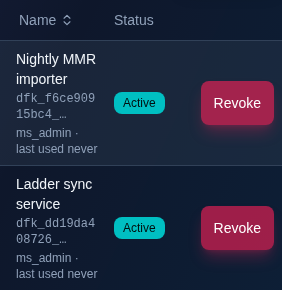 Name Status
Nightly MMR
importer
dfk_f6ce909
15bc4_…
ms_admin ·
last used never
Active
Revoke
Ladder sync
service
dfk_dd19da4
08726_…
ms_admin ·
last used never
Active
Revoke